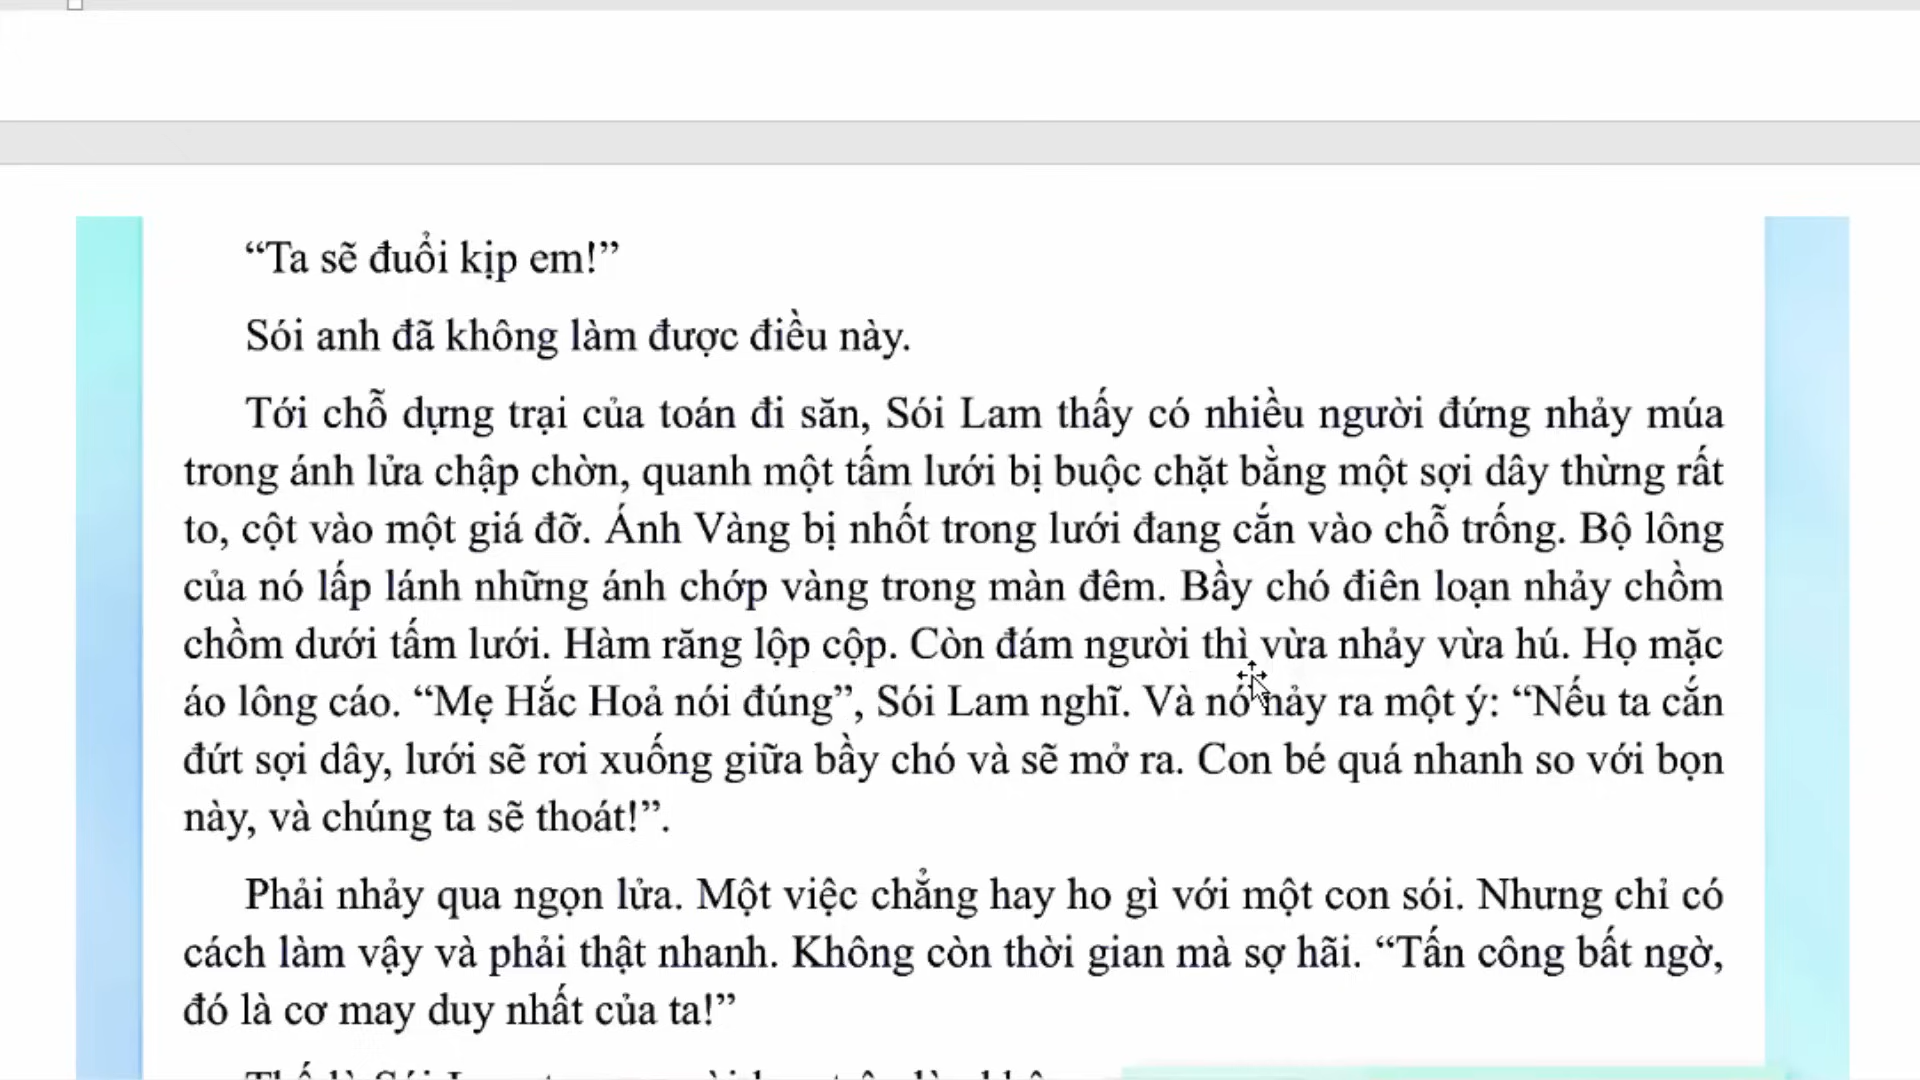 “Ta sẽ đuổi kịp em!”
Sói anh đã không làm được điều này.
Tới chỗ dựng trại của toán đi săn, Sói Lam thấy có nhiều người đứng nhảy múa
trong ánh lửa chập chờn, quanh một tấm lưới bị buộc chặt bằng một sợi dây thừng rất
to, cột vào một giá đỡ. Ánh Vàng bị nhốt trong lưới đang cắn vào chỗ trống. Bộ lông
của nó lấp lánh những ánh chớp vàng trong màn đêm. Bầy chó điên loạn nhảy chồm
chồm dưới tấm lưới. Hàm răng lộp cộp. Còn đám người thì vừa nhảy vừa hú. Họ mặc
áo lông cáo. “Mẹ Hắc Hoả nói đúng”, Sói Lam nghĩ. Và nó nảy ra một ý: “Nếu ta cắn
đứt sợi dây, lưới sẽ rơi xuống giữa bầy chó và sẽ mở ra. Con bé quá nhanh so với bọn
này, và chúng ta sẽ thoát!”.
Phải nhảy qua ngọn lửa. Một việc chẳng hay ho gì với một con sói. Nhưng chỉ có
cách làm vậy và phải thật nhanh. Không còn thời gian mà sợ hãi. “Tấn công bất ngờ,
đó là cơ may duy nhất của ta!”